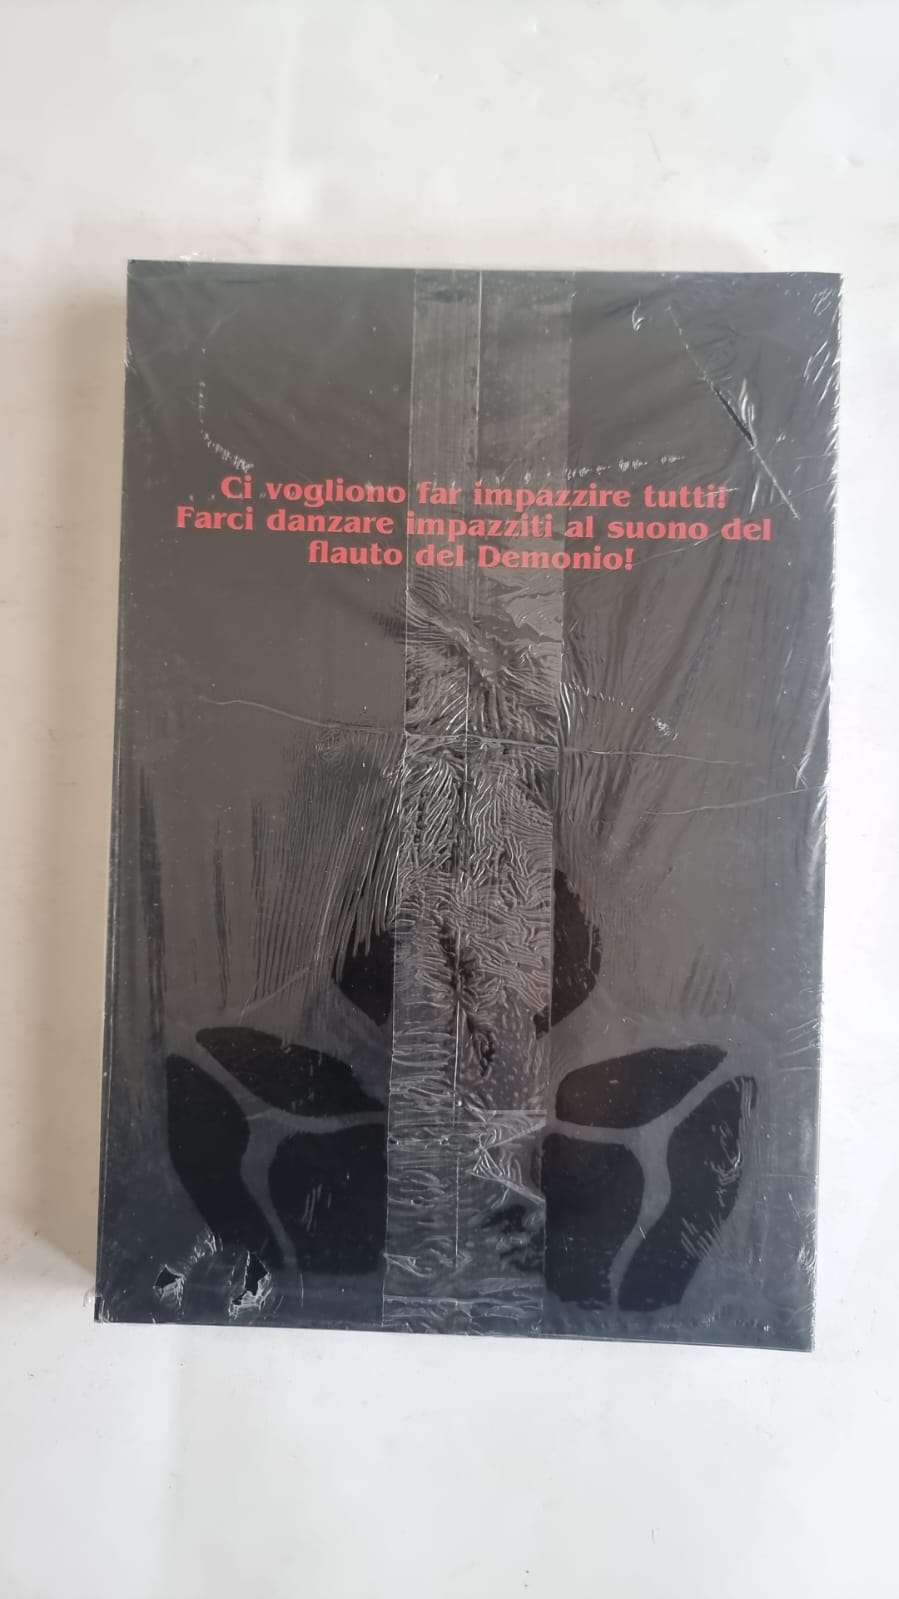 Ci vogliono far impazzire tutti!
Farci danzare impazziti al suono del
flauto del Demonio!